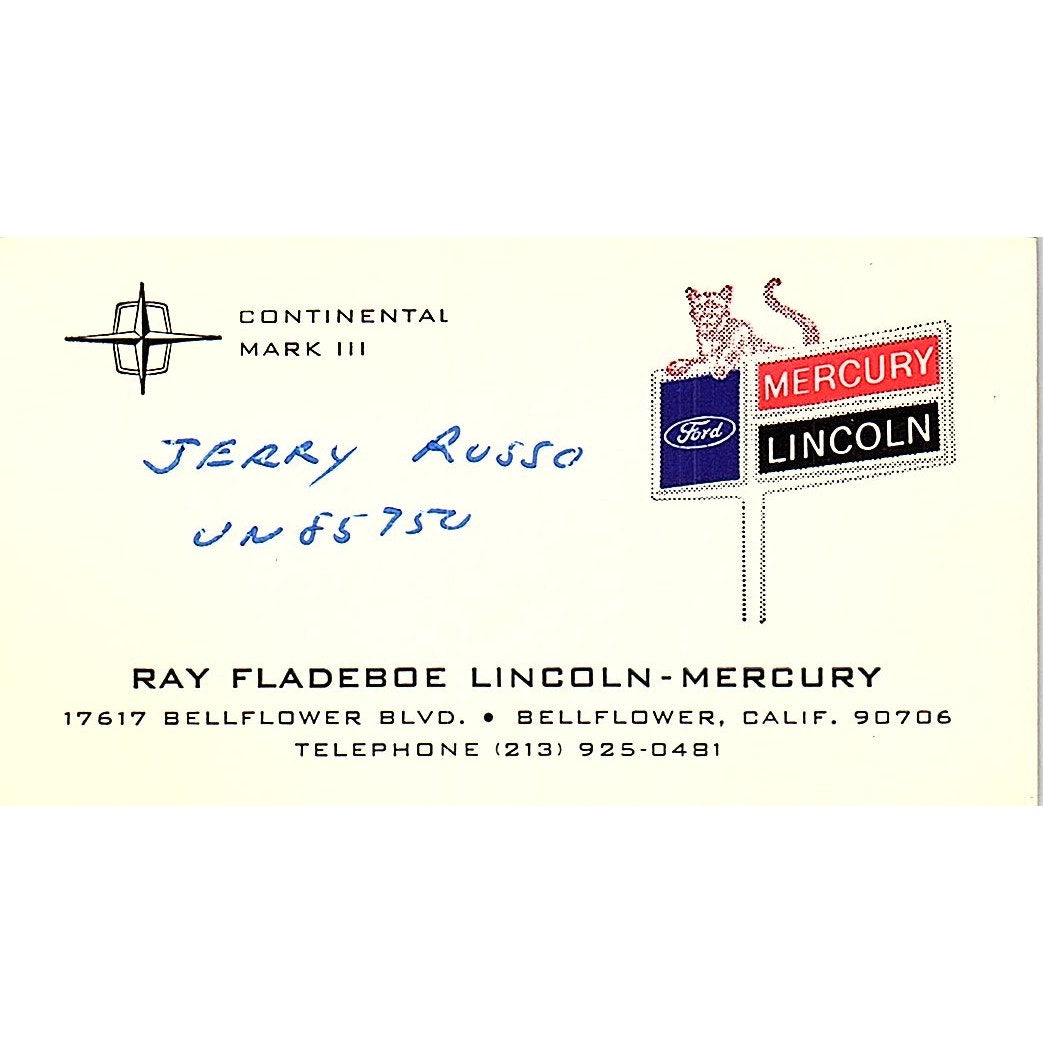 CONTINENTAL
MARK III
Ford
MERCURY
LINCOLN
JERRY RUSSO
UN 85750
RAY FLADEBOE LINCOLN-MERCURY
17617 BELLFLOWER BLVD. • BELLFLOWER, CALIF. 90706
TELEPHONE (213) 925-0481